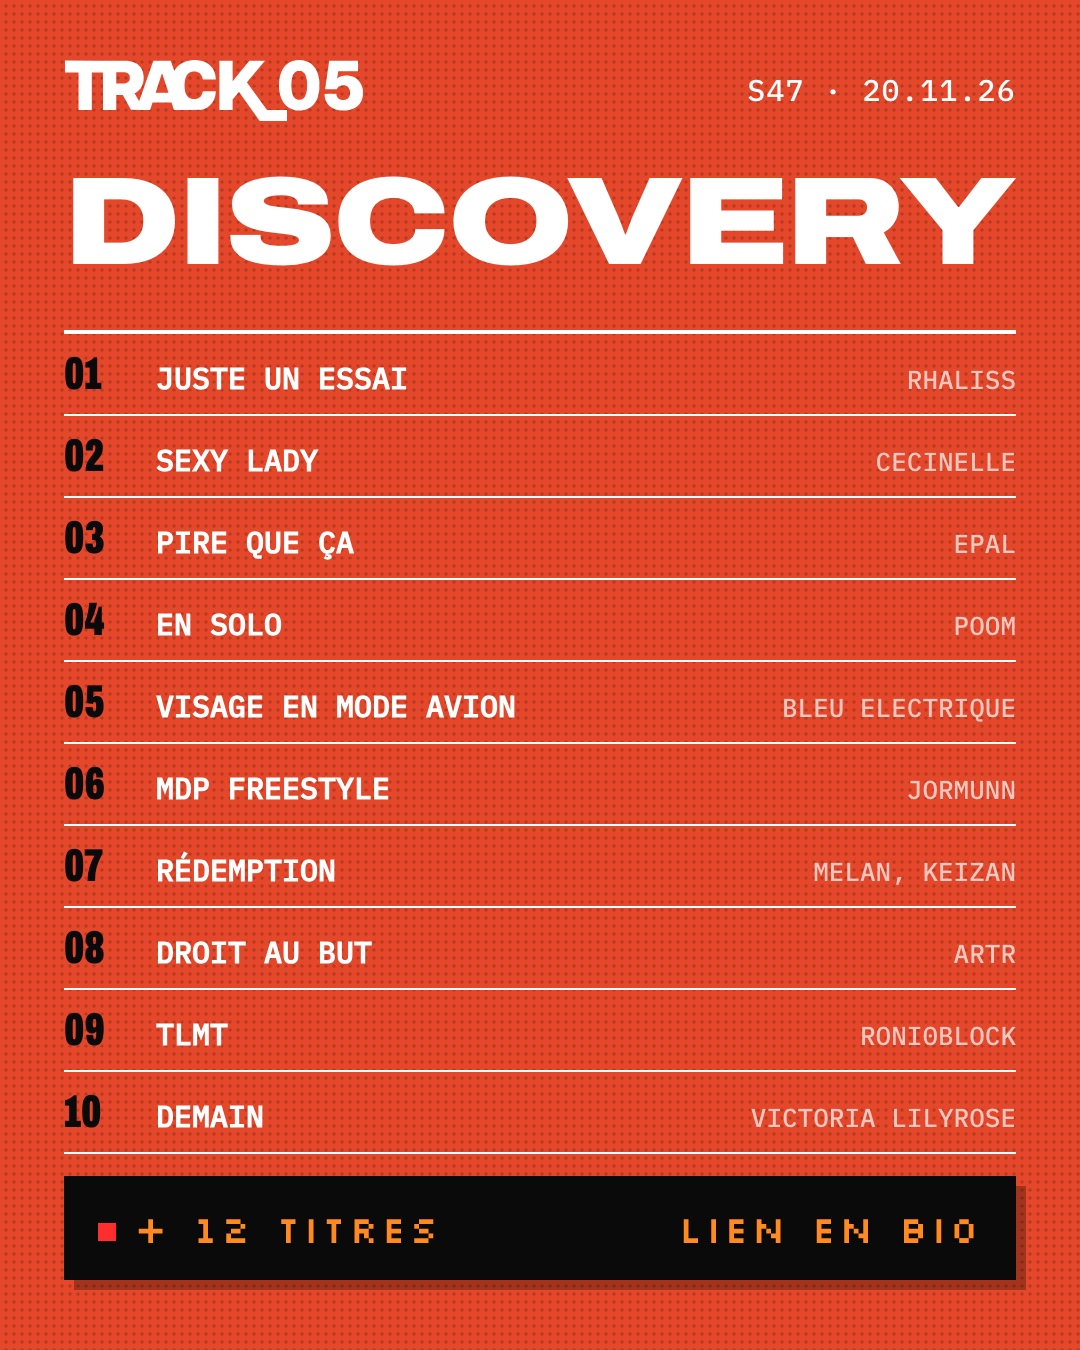 TRACK_05
S47 · 20.11.26
DISCOVERY
01 JUSTE UN ESSAI RHALISS
02 SEXY LADY CECINELLE
03 PIRE QUE ÇA EPAL
04 EN SOLO POOM
05 VISAGE EN MODE AVION BLEU ELECTRIQUE
06 MDP FREESTYLE JORMUNN
07 RÉDEMPTION MELAN, KEIZAN
08 DROIT AU BUT ARTR
09 TLMT RONI0BLOCK
10 DEMAIN VICTORIA LILYROSE
+ 12 TITRES LIEN EN BIO